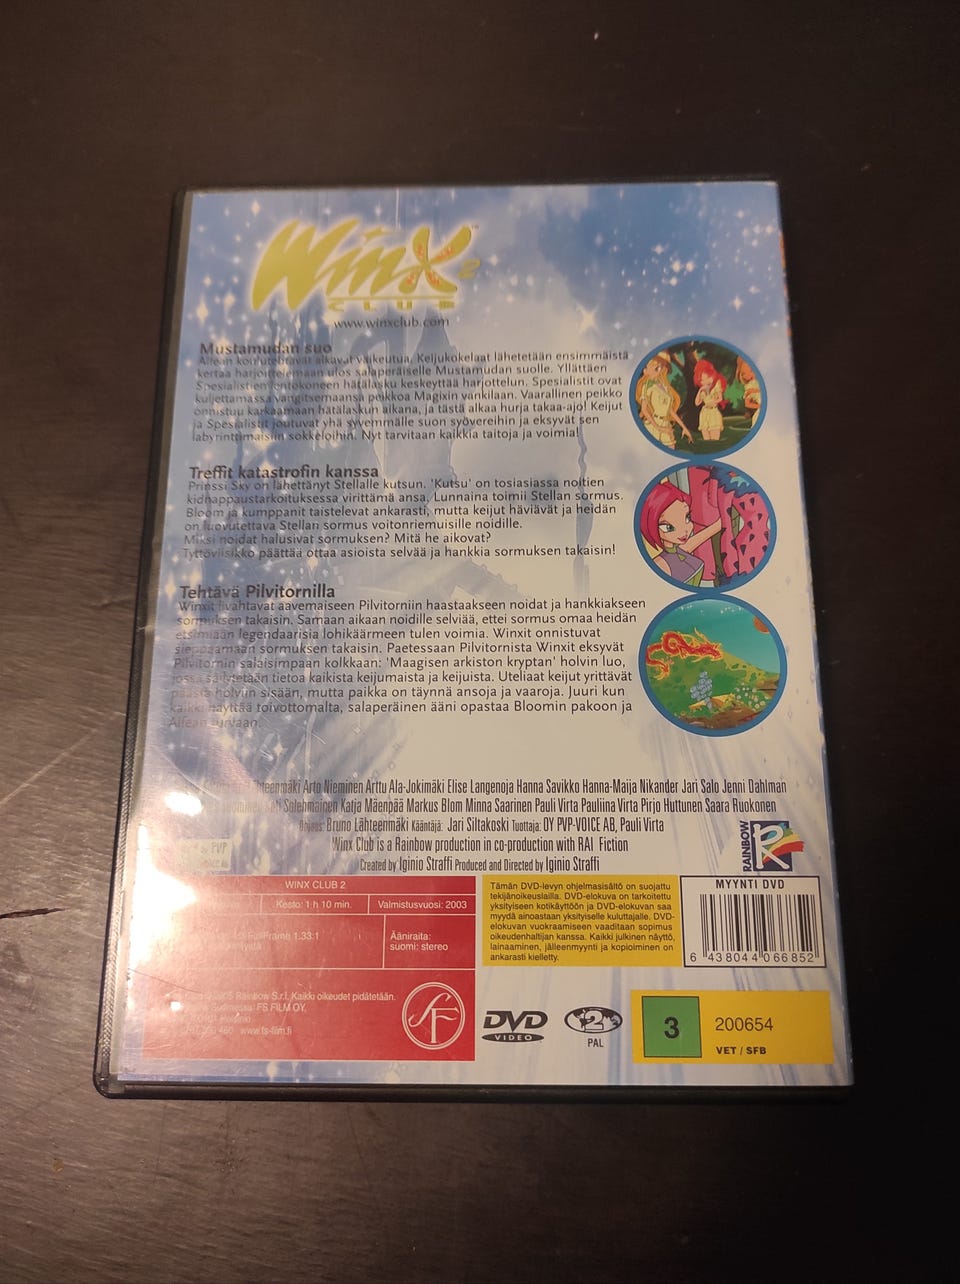 Winx 2
CLUB
www.winxclub.com
Mustamudan suo
Alfean koulutehtävät alkavat vaikeutua. Keijukokelaat lähetetään ensimmäistä
kertaa harjoittelemaan ulos salaperäiselle Mustamudan suolle. Yllättäen
Spesialistien lentokoneen hätälasku keskeyttää harjoittelun. Spesialistit ovat
kuljettamassa vangitsemaansa peikkoa Magixin vankilaan. Vaarallinen peikko
onnistuu karkaamaan hätälaskun aikana, ja tästä alkaa hurja takaa-ajo! Keijut
ja Spesialistit joutuvat yhä syvemmälle suon syövereihin ja eksyvät sen
labyrinttimaisiin sokkeloihin. Nyt tarvitaan kaikkia taitoja ja voimia!
Treffit katastrofin kanssa
Prinssi Sky on lähettänyt Stellalle kutsun. 'Kutsu' on tosiasiassa noitien
kidnappaustarkoituksessa virittämä ansa. Lunnaina toimii Stellan sormus.
Bloom ja kumppanit taistelevat ankarasti, mutta keijut häviävät ja heidän
on luovutettava Stellan sormus voitonriemuisille noidille.
Miksi noidat halusivat sormuksen? Mitä he aikovat?
Tyttöviisikko päättää ottaa asioista selvää ja hankkia sormuksen takaisin!
Tehtävä Pilvitornilla
Winxit livahtavat aavemaiseen Pilvitorniin haastaakseen noidat ja hankkiakseen
sormuksen takaisin. Samaan aikaan noidille selviää, ettei sormus omaa heidän
etsimiään legendaarisia lohikäärmeen tulen voimia. Winxit onnistuvat
sieppaamaan sormuksen takaisin. Paetessaan Pilvitornista Winxit eksyvät
Pilvitornin salaisimpaan kolkkaan: 'Maagisen arkiston kryptan' holvin luo,
jossa säilytetään tietoa kaikista keijumaista ja keijuista. Uteliaat keijut yrittävät
päästä holviin sisään, mutta paikka on täynnä ansoja ja vaaroja. Juuri kun
kaikki näyttää toivottomalta, salaperäinen ääni opastaa Bloomin pakoon ja
Alfean turvaan.
Arto Nieminen Arttu Ala-Jokimäki Elise Langenoja Hanna Savikko Hanna-Maija Nikander Jari Salo Jenni Dahlman
Salehmainen Katja Mäenpää Markus Blom Minna Saarinen Pauli Virta Pauliina Virta Pirjo Huttunen Saara Ruokonen
Ohjaus: Bruno Lähteenmäki Kääntäjä: Jari Siltakoski Tuottaja: OY PVP-VOICE AB, Pauli Virta
Winx Club is a Rainbow production in co-production with RAI Fiction
Created by Iginio Straffi Produced and Directed by Iginio Straffi
RAINBOW
PVP
WINX CLUB 2
Kesto: 1 h 10 min.
Valmistusvuosi: 2003
FullFrame 1.33:1
Ääniraita:
suomi: stereo
Rainbow S.r.l. Kaikki oikeudet pidätetään.
FS FILM OY,
www.fs-film.fi
SF
Tämän DVD-levyn ohjelmasisältö on suojattu
tekijänoikeuslailla. DVD-elokuva on tarkoitettu
yksityiseen kotikäyttöön ja DVD-elokuvan saa
myydä ainoastaan yksityiselle kuluttajalle. DVD-
elokuvan vuokraamiseen vaaditaan sopimus
oikeudenhaltijan kanssa. Kaikki julkinen näyttö,
lainaaminen, jälleenmyynti ja kopioiminen on
ankarasti kielletty.
MYYNTI DVD
6 438044 066852
DVD
VIDEO
2
PAL
3
200654
VET / SFB